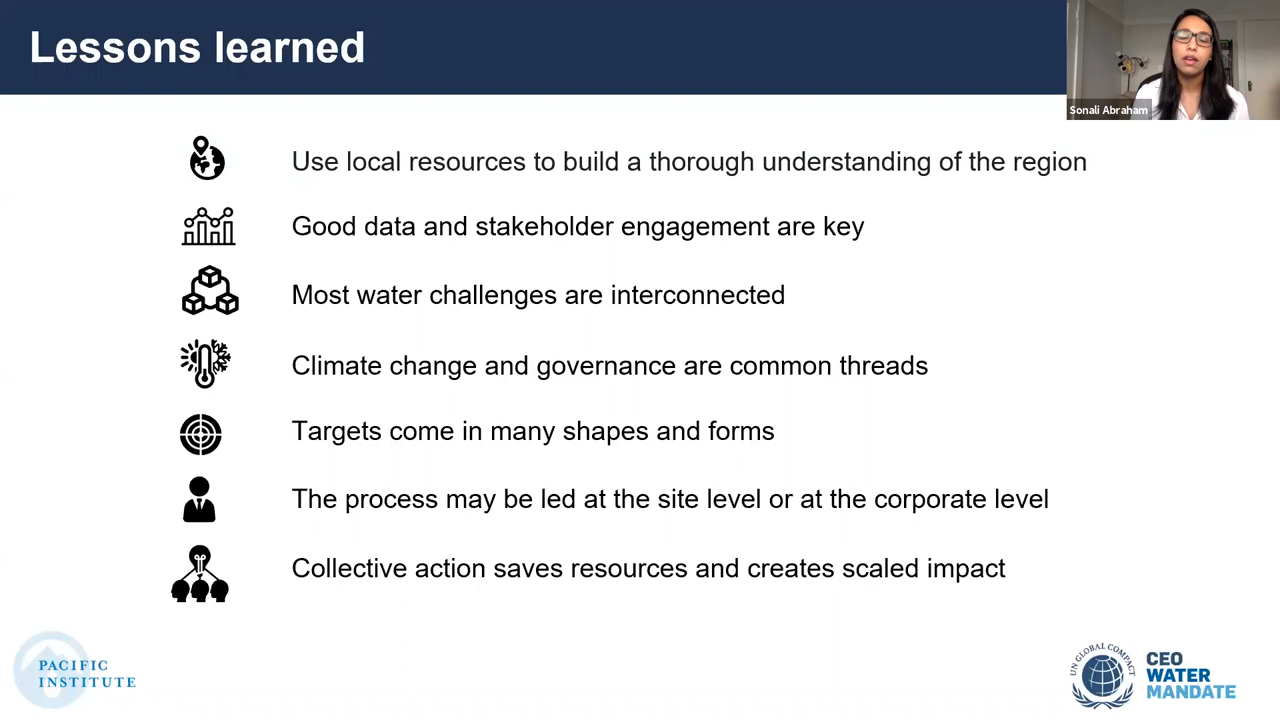 Lessons learned
Sonali Abraham
Use local resources to build a thorough understanding of the region
Good data and stakeholder engagement are key
Most water challenges are interconnected
Climate change and governance are common threads
Targets come in many shapes and forms
The process may be led at the site level or at the corporate level
Collective action saves resources and creates scaled impact
PACIFIC
INSTITUTE
UN GLOBAL COMPACT
CEO
WATER
MANDATE